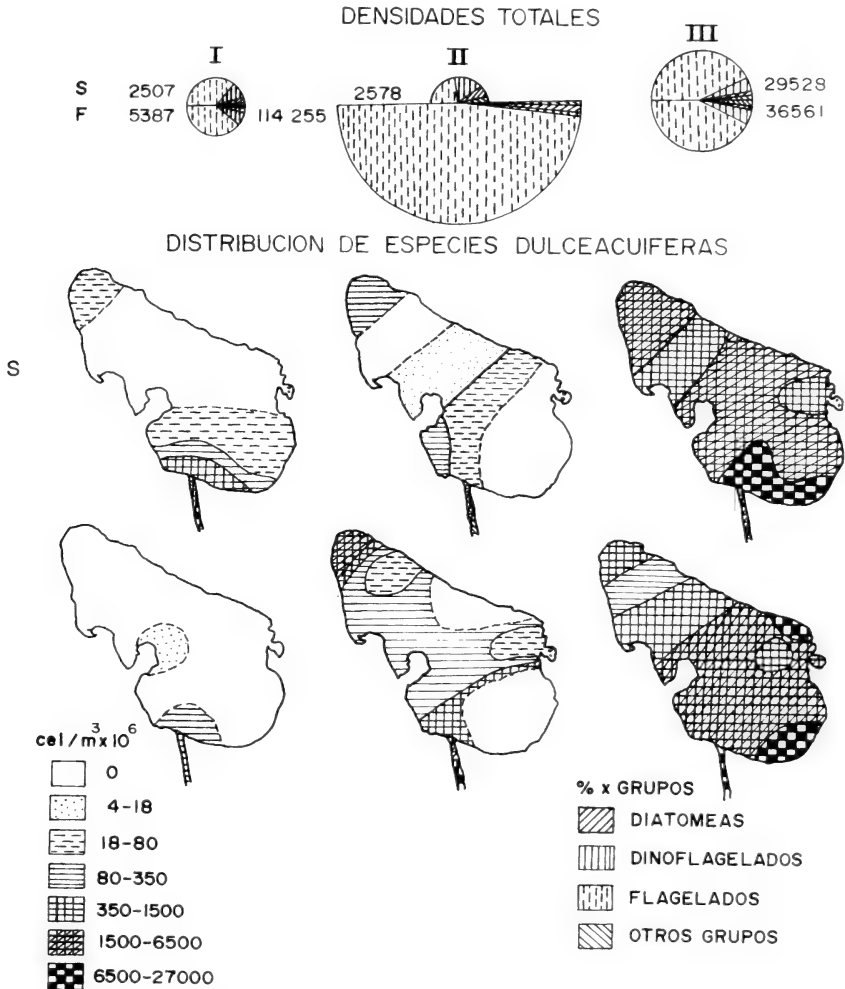 DENSIDADES TOTALES
I II III
S 2507 2578 29528
F 5387 114 255 36561
DISTRIBUCION DE ESPECIES DULCEACUIFERAS
S
cel/m³x10⁶
0
4-18
18-80
80-350
350-1500
1500-6500
6500-27000
% x GRUPOS
DIATOMEAS
DINOFLAGELADOS
FLAGELADOS
OTROS GRUPOS